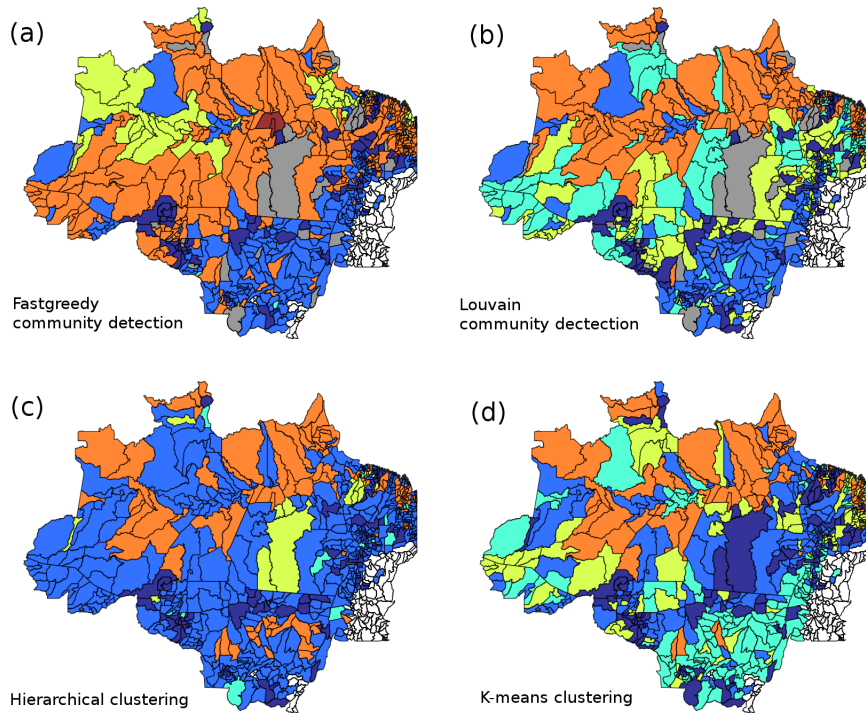 (a)
(b)
Fastgreedy
community detection
Louvain
community dectection
(c)
(d)
Hierarchical clustering
K-means clustering